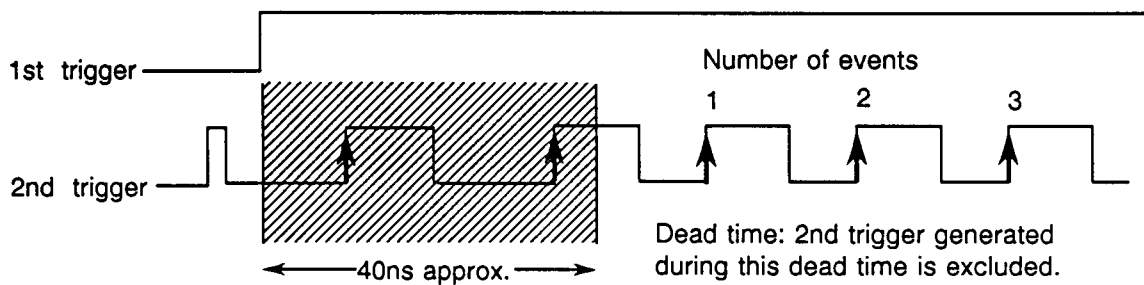 1st trigger
Number of events
1 2 3
2nd trigger
Dead time: 2nd trigger generated
during this dead time is excluded.
40ns approx.